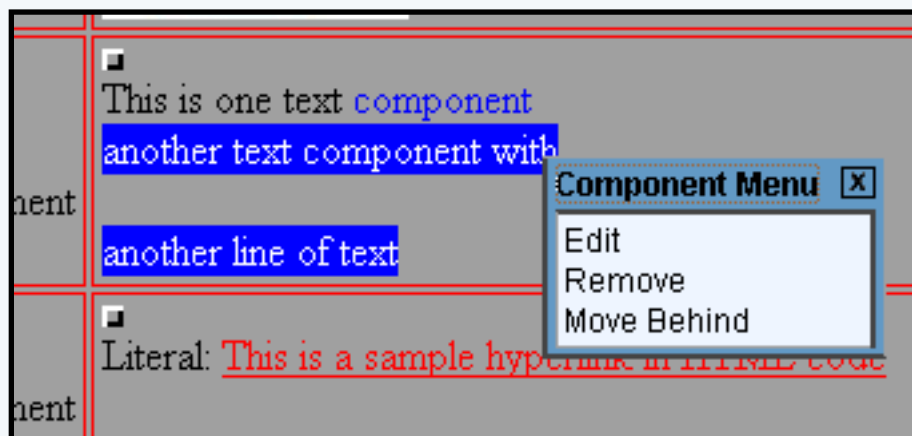 This is one text component
another text component with
nent
another line of text
Component Menu X
Edit
Remove
Move Behind
Literal: This is a sample hyperlink in HTML code
nent